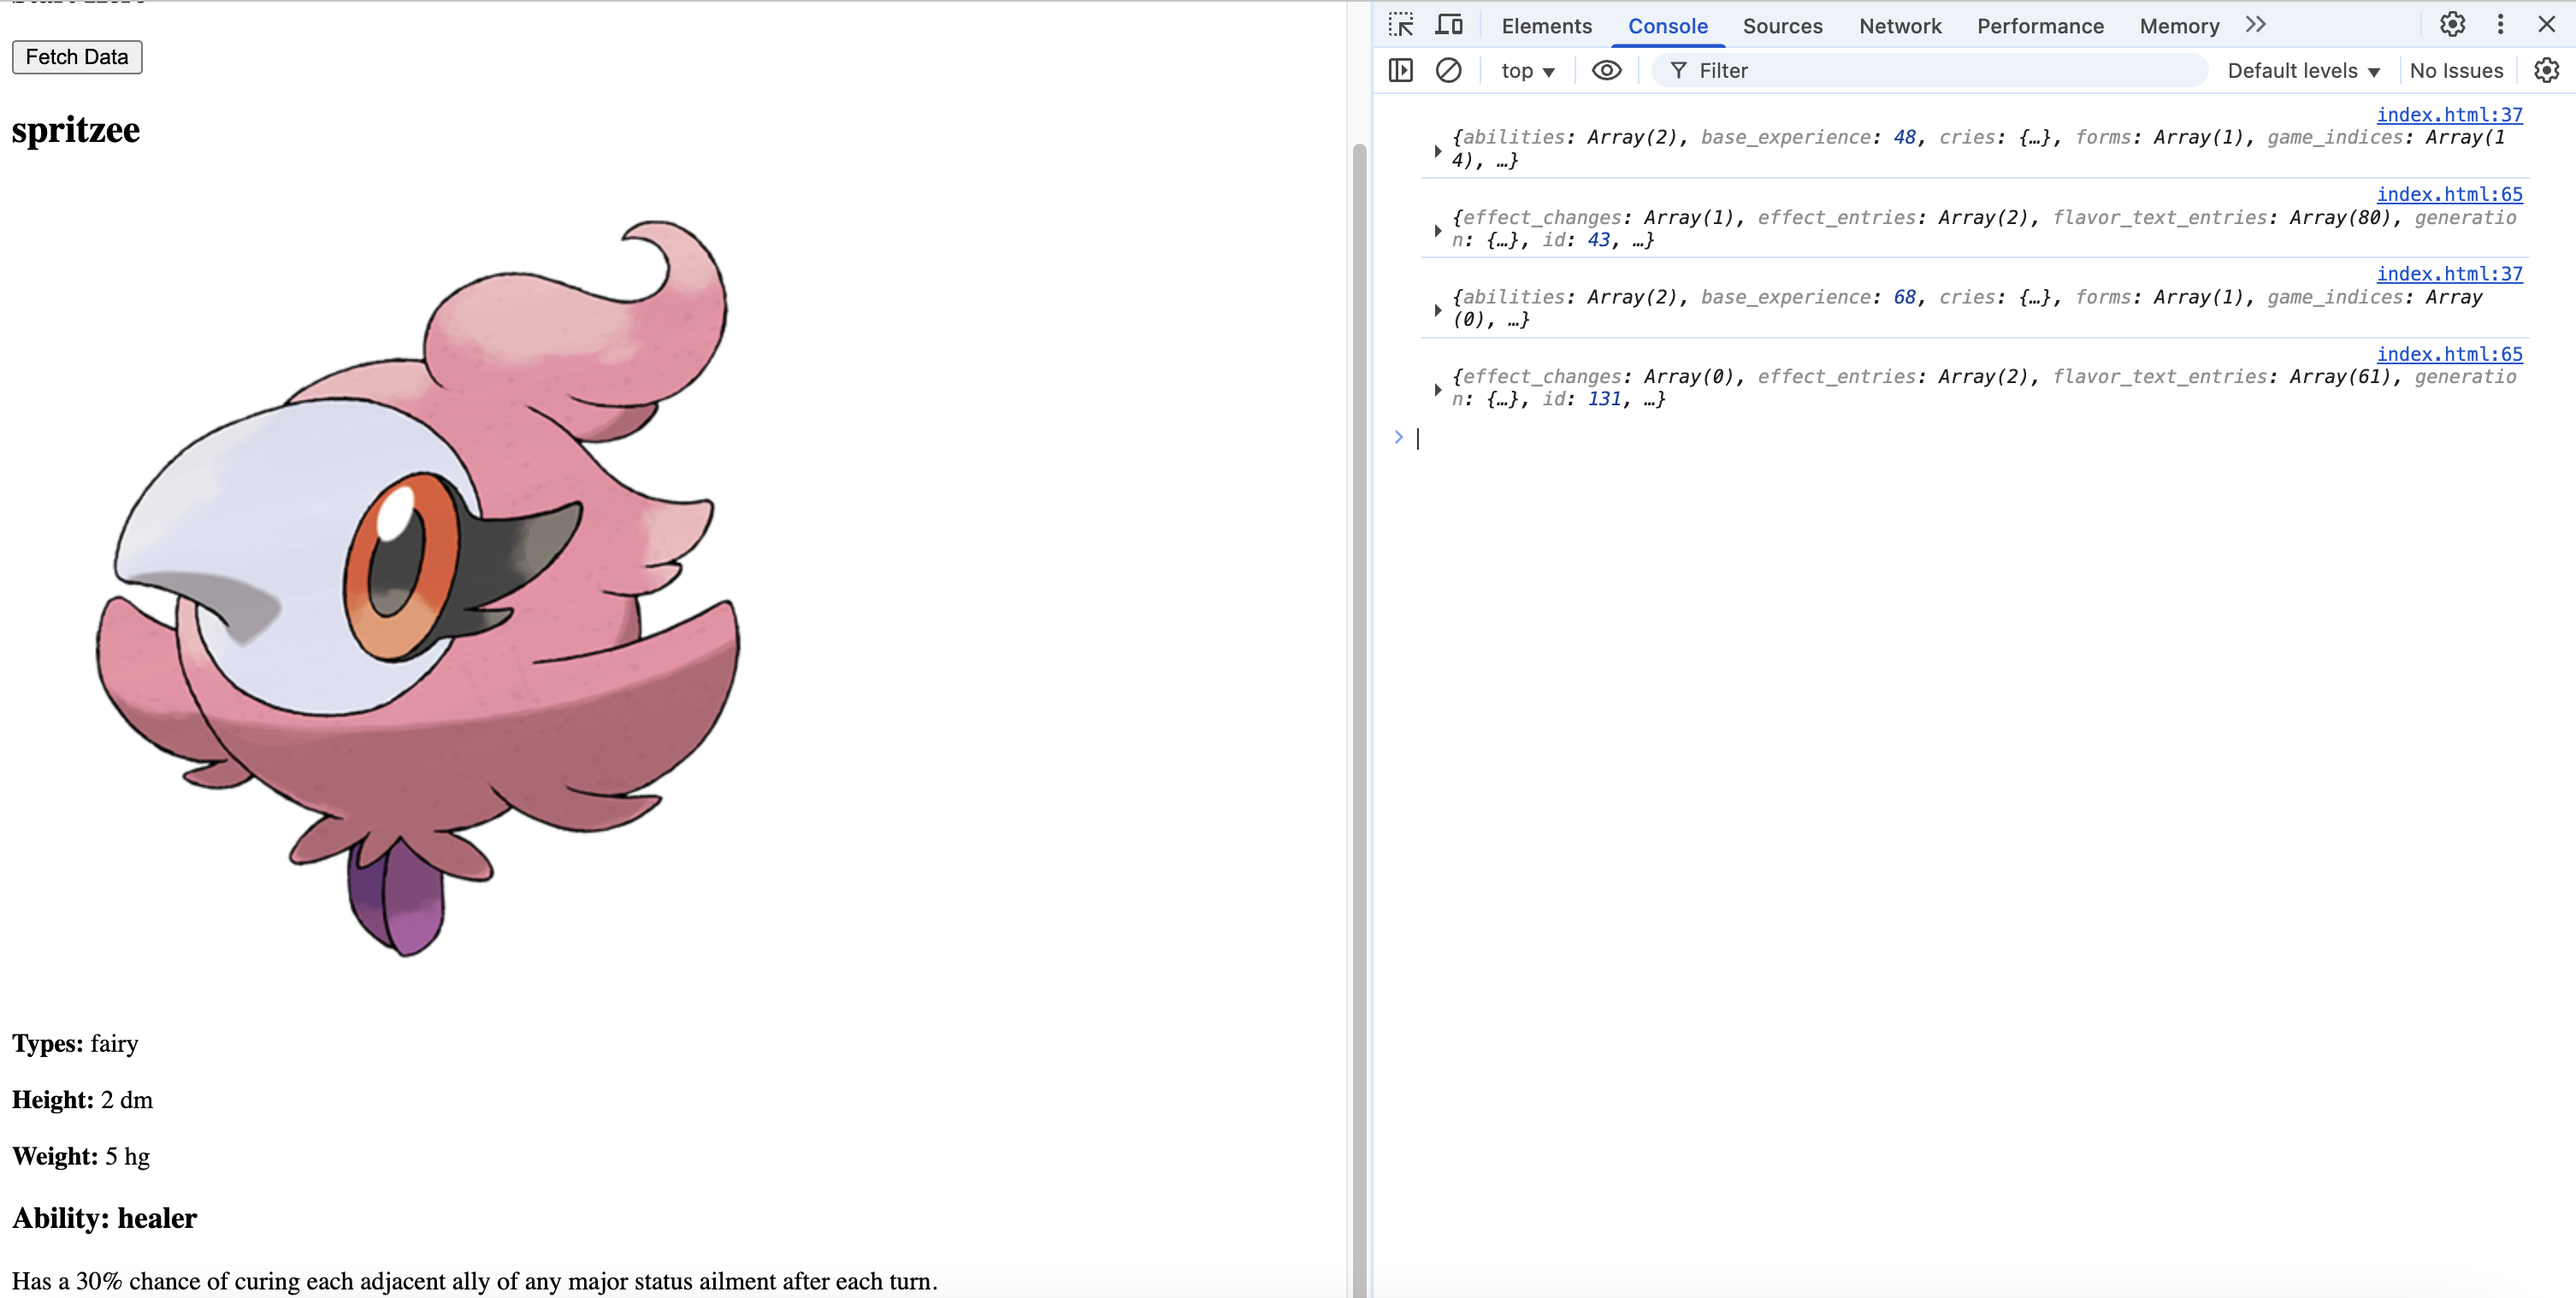 Fetch Data
spritzee
Types: fairy
Height: 2 dm
Weight: 5 hg
Ability: healer
Has a 30% chance of curing each adjacent ally of any major status ailment after each turn.
Elements Console Sources Network Performance Memory
top Filter Default levels No Issues
index.html:37
{abilities: Array(2), base_experience: 48, cries: {…}, forms: Array(1), game_indices: Array(1
4), …}
index.html:65
{effect_changes: Array(1), effect_entries: Array(2), flavor_text_entries: Array(80), generatio
n: {…}, id: 43, …}
index.html:37
{abilities: Array(2), base_experience: 68, cries: {…}, forms: Array(1), game_indices: Array
(0), …}
index.html:65
{effect_changes: Array(0), effect_entries: Array(2), flavor_text_entries: Array(61), generatio
n: {…}, id: 131, …}